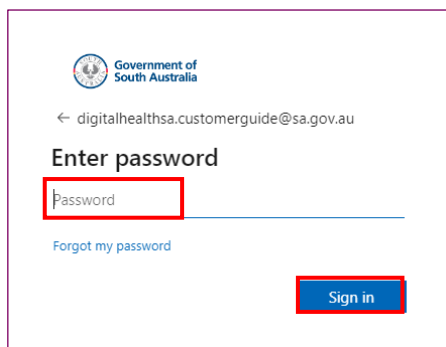 Government of
South Australia
← digitalhealthsa.customerguide@sa.gov.au
Enter password
Password
Forgot my password
Sign in